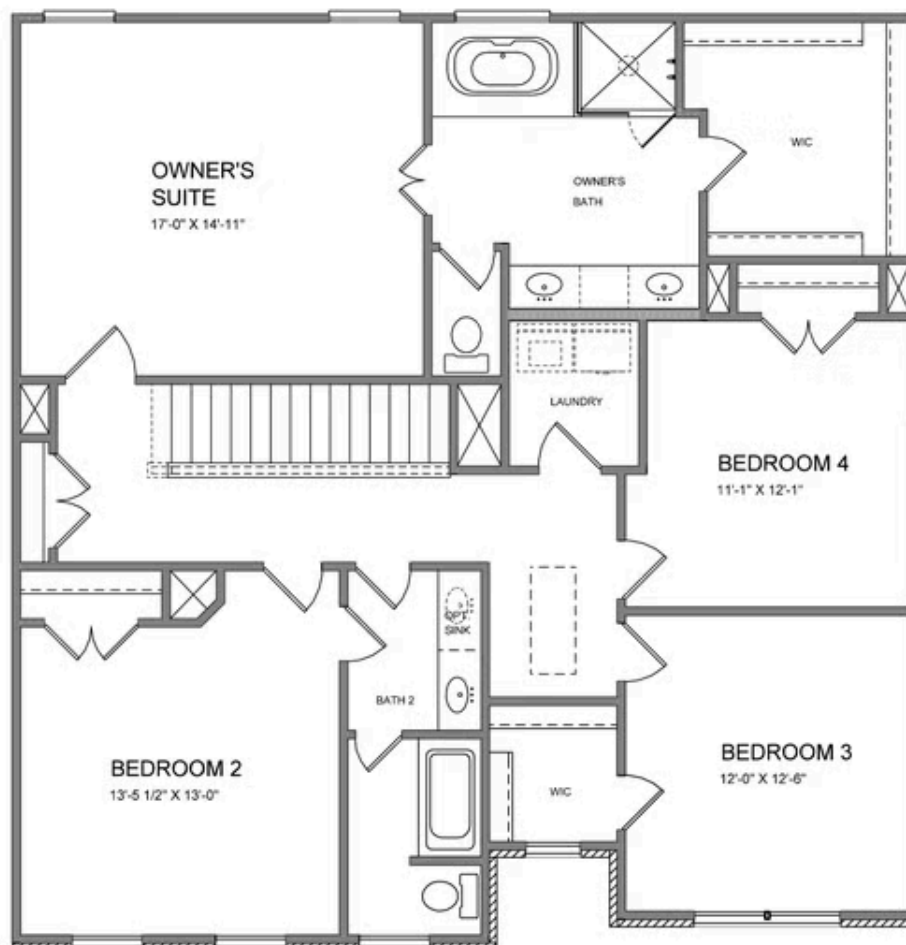 OWNER'S
SUITE
17'-0" X 14'-11"
OWNER'S
BATH
WIC
LAUNDRY
BEDROOM 4
11'-1" X 12'-1"
OPT.
SINK
BATH 2
BEDROOM 2
13'-5 1/2" X 13'-0"
WIC
BEDROOM 3
12'-0" X 12'-6"